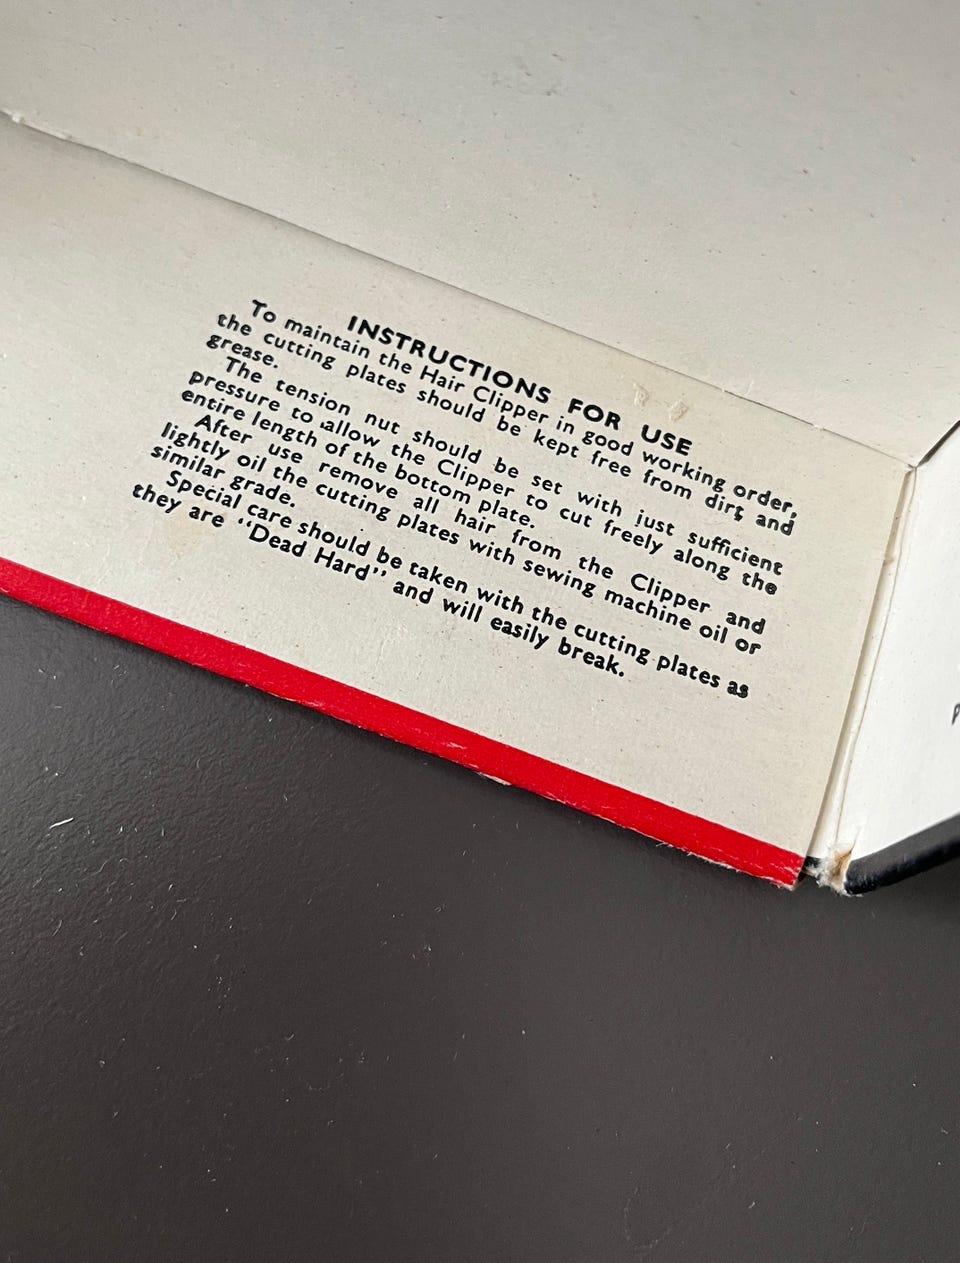 INSTRUCTIONS FOR USE
To maintain the Hair Clipper in good working order,
the cutting plates should be kept free from dirt and
grease.
The tension nut should be set with just sufficient
pressure to allow the Clipper to cut freely along the
entire length of the bottom plate.
After use remove all hair from the Clipper and
lightly oil the cutting plates with sewing machine oil or
similar grade.
Special care should be taken with the cutting plates as
they are "Dead Hard" and will easily break.